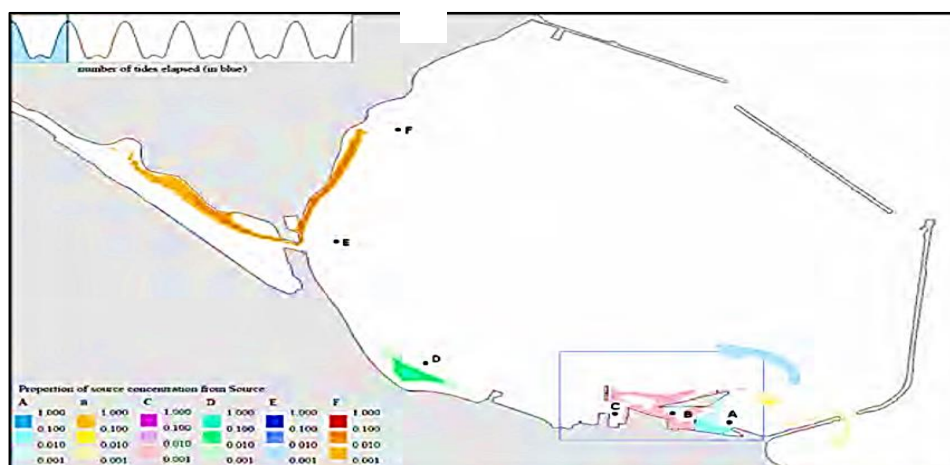 number of tides elapsed (in blue)
F
E
D
C
B
A
Proportion of source concentration from Source
A B C D E F
1.000 1.000 1.000 1.000 1.000 1.000
0.100 0.100 0.100 0.100 0.100 0.100
0.010 0.010 0.010 0.010 0.010 0.010
0.001 0.001 0.001 0.001 0.001 0.001